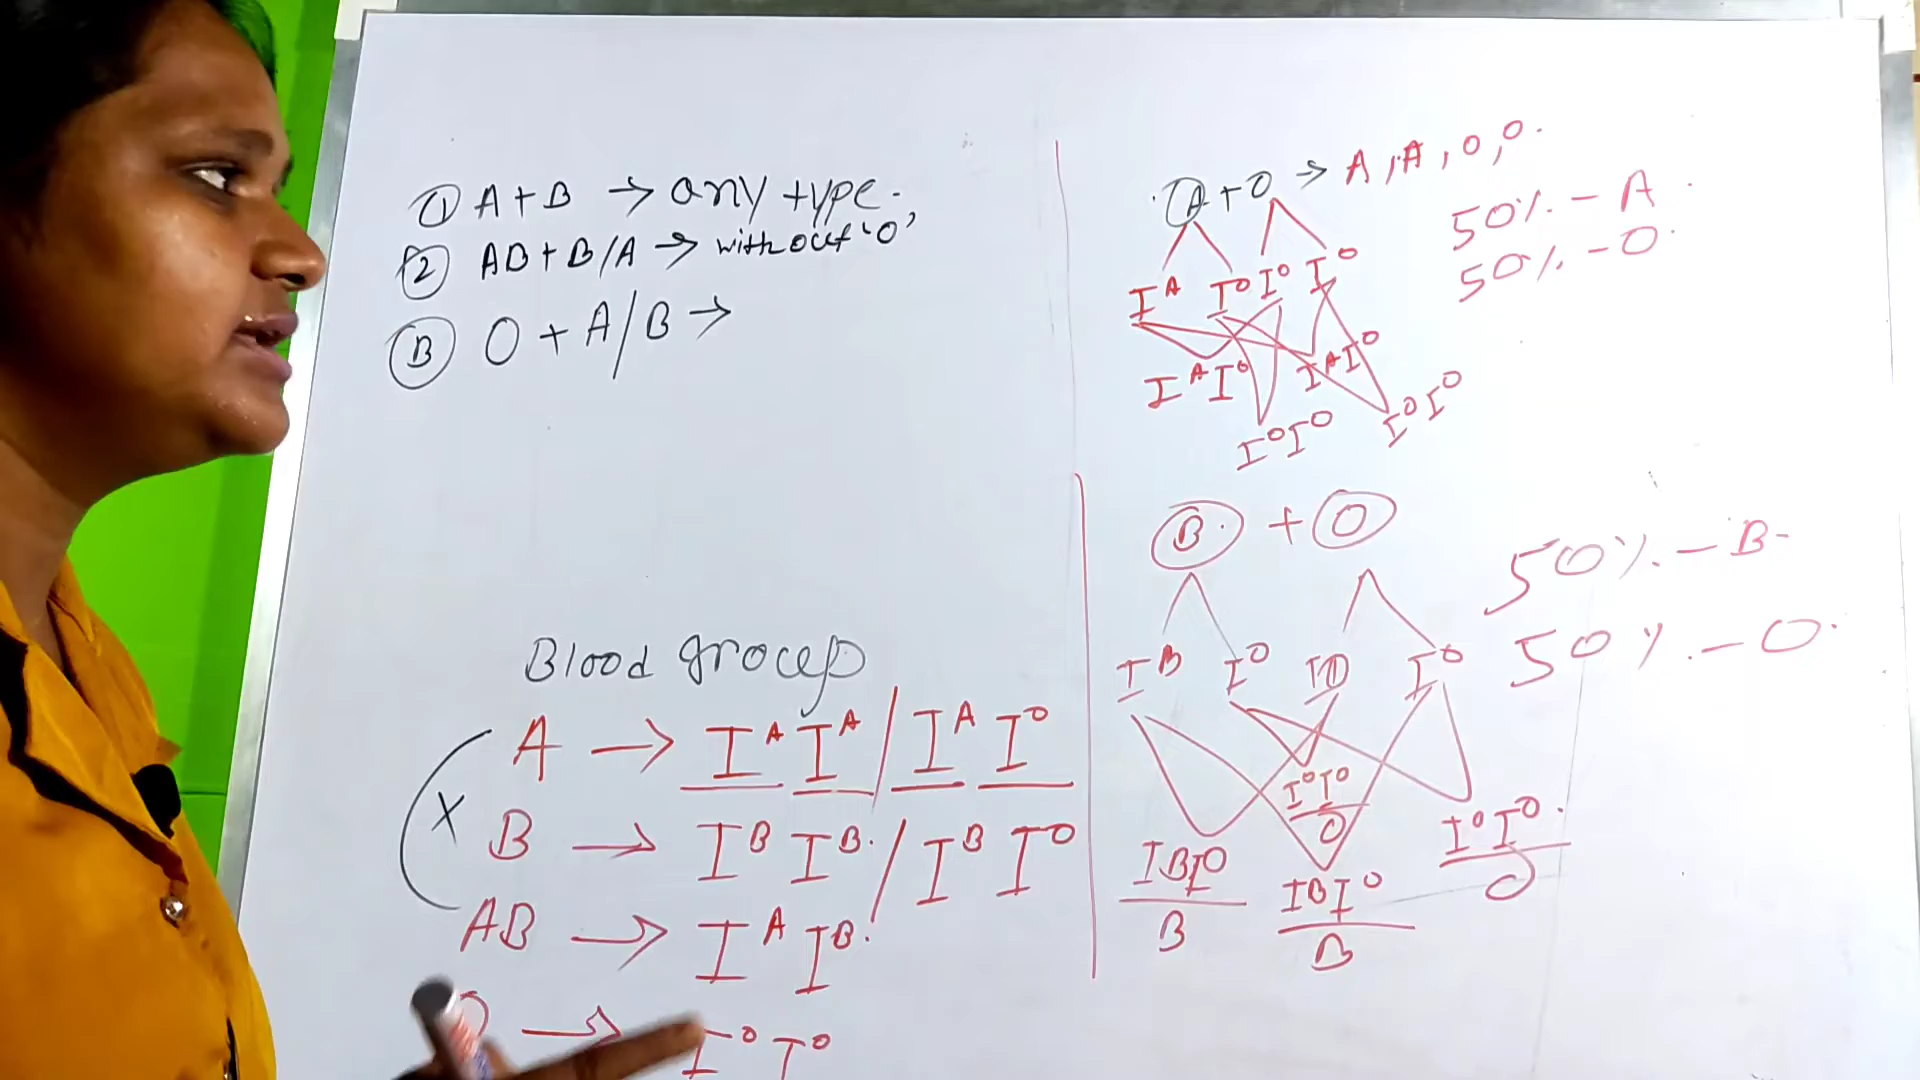 ① A+B → any type.
② AB+B/A → without 'O'
③ O + A/B →
Blood group
A → I^A I^A / I^A I^O
B → I^B I^B. / I^B I^O
AB → I^A I^B.
O → I^O I^O
X
A + O → A, A, O, O.
50% - A
50% - O.
I^A I^O I^O I^O
I^A I^O I^A I^O
I^O I^O I^O I^O
B. + O
50% - B-
50% - O.
I^B I^O I^O I^O
I^O I^O
O
I^B I^O I^B I^O I^O I^O.
B B O